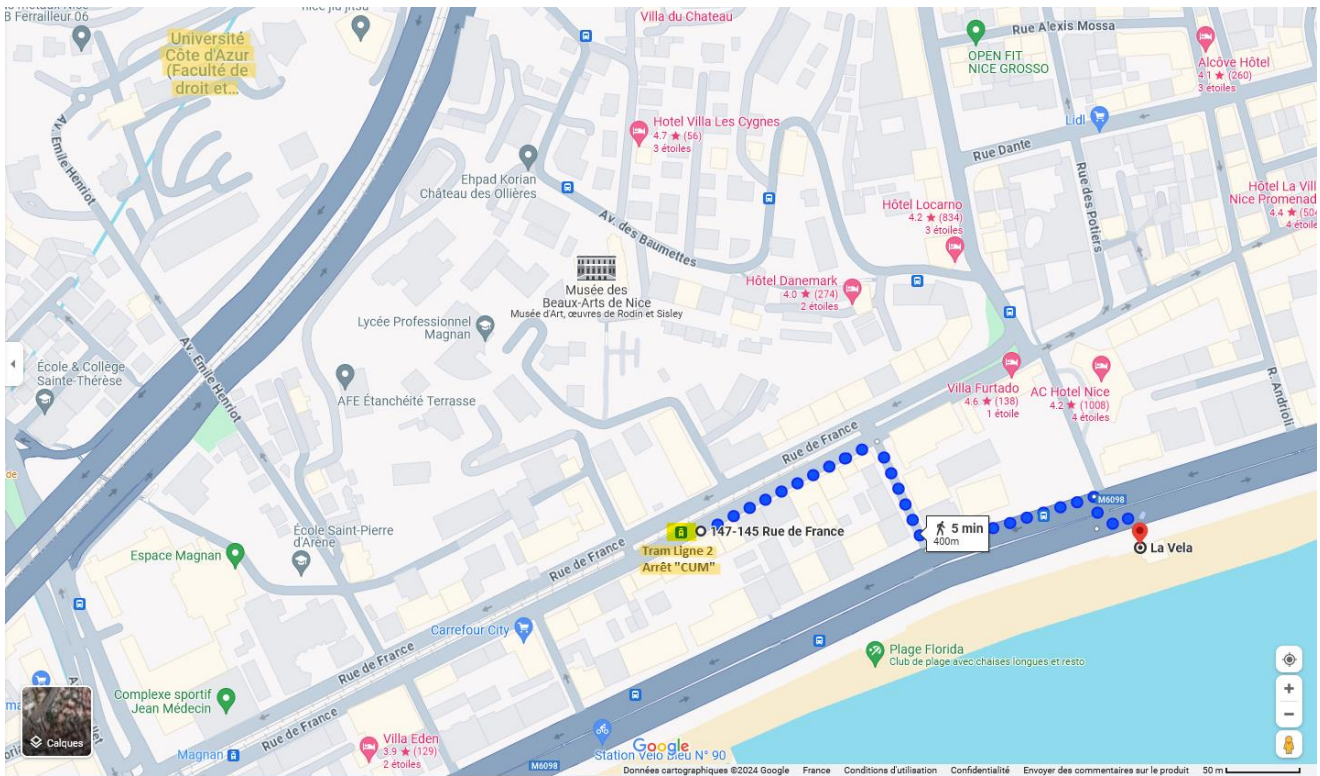 B Ferrailleur 06
Université
Côte d'Azur
(Faculté de
droit et...
Av. Emile Henriot
Villa du Chateau
Rue Alexis Mossa
OPEN FIT
NICE GROSSO
Alcôve Hôtel
4.1 ★ (260)
3 étoiles
Lidl
Hotel Villa Les Cygnes
4.7 ★ (56)
3 étoiles
Rue Dante
Ehpad Korian
Château des Ollières
Rue des Potiers
Hôtel La Vill
Nice Promenad
4.4 ★ (504
4 étoile
Av. des Baumettes
Hôtel Locarno
4.2 ★ (834)
3 étoiles
Musée des
Beaux-Arts de Nice
Musée d'Art, œuvres de Rodin et Sisley
Hôtel Danemark
4.0 ★ (274)
2 étoiles
Lycée Professionnel
Magnan
École & Collège
Sainte-Thérèse
Av. Emile Henriot
AFE Étanchéité Terrasse
Villa Furtado
4.6 ★ (138)
1 étoile
AC Hotel Nice
4.2 ★ (1008)
4 étoiles
R. Andrioli
Rue de France
de
M6098
147-145 Rue de France
5 min
400m
La Vela
École Saint-Pierre
d'Arène
Tram Ligne 2
Arrêt "CUM"
Espace Magnan
Rue de France
Carrefour City
Plage Florida
Club de plage avec chaises longues et resto
Rue de France
Complexe sportif
Jean Médecin
Calques
Rue de France
Magnan
Villa Eden
3.9 ★ (129)
2 étoiles
M6098
Google
Station Vélo Bleu N° 90
Données cartographiques ©2024 Google France Conditions d'utilisation Confidentialité Envoyer des commentaires sur le produit 50 m